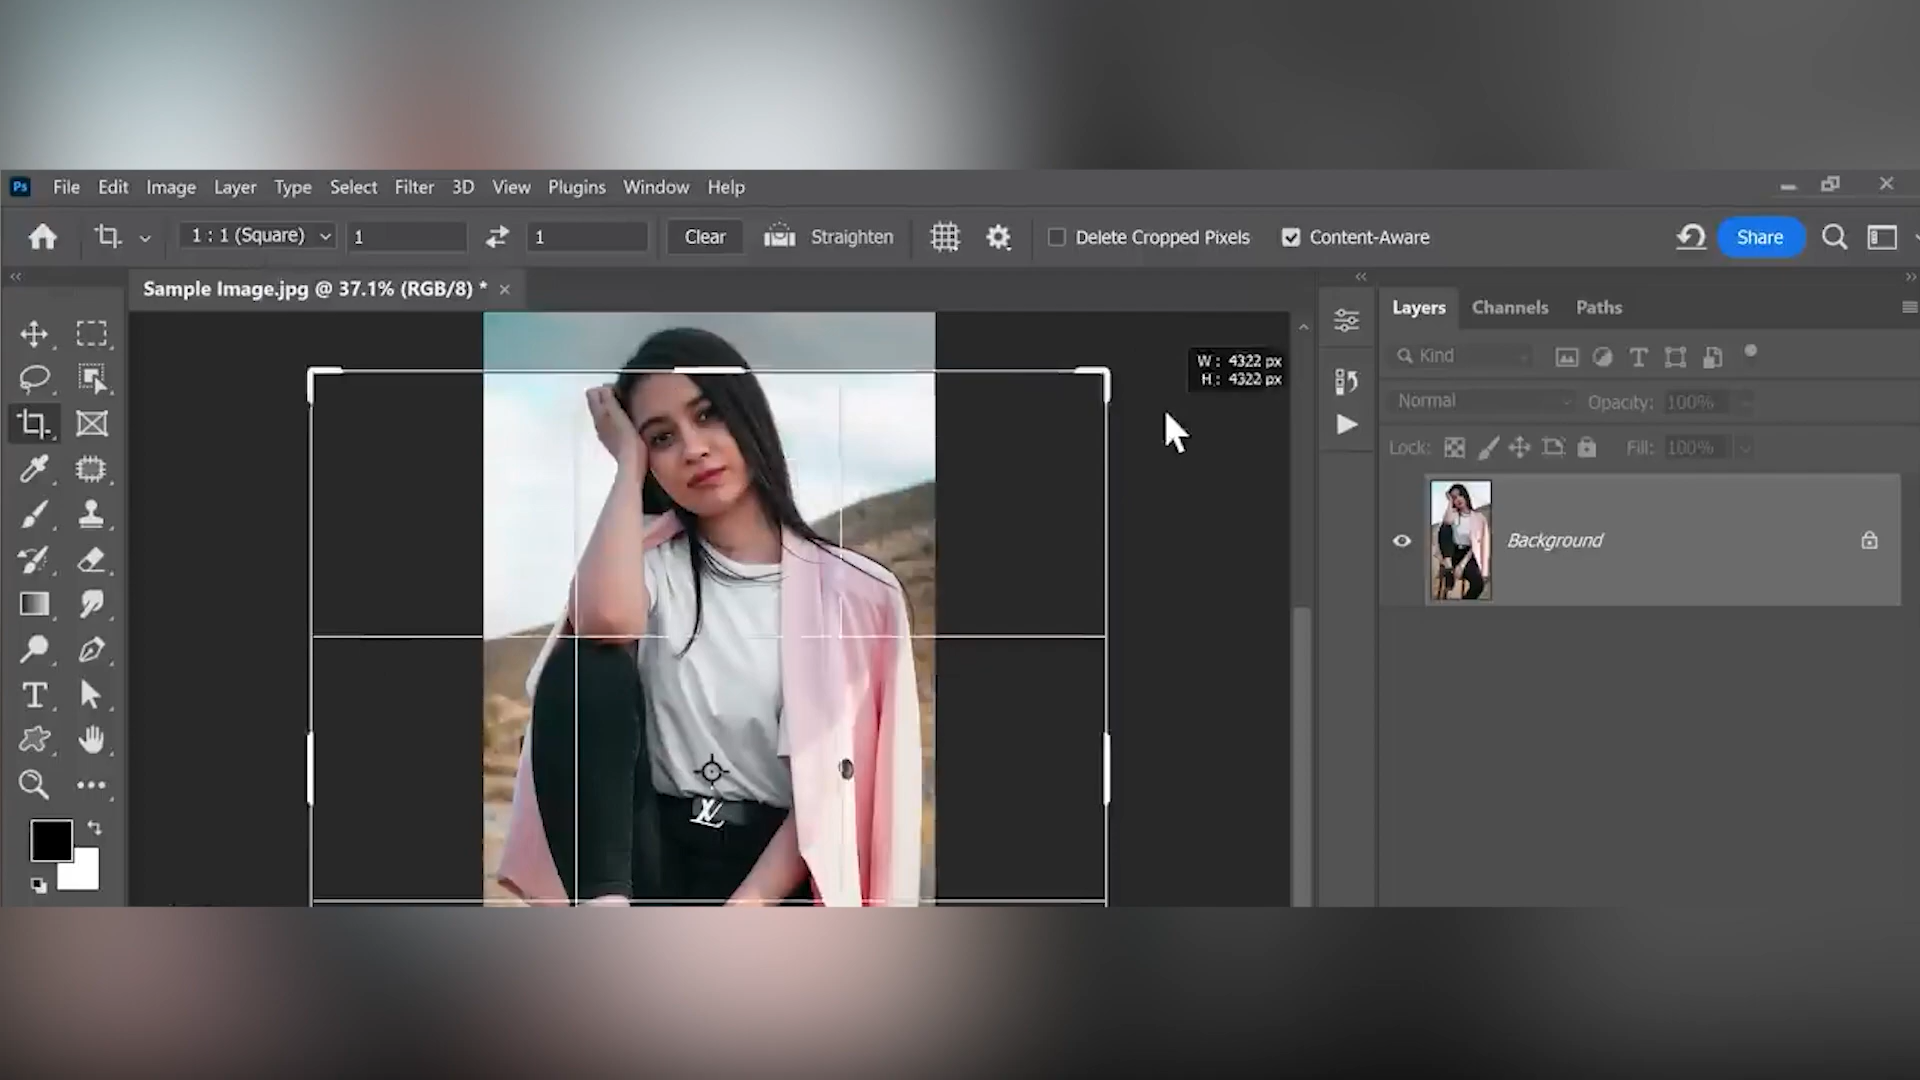 Ps File Edit Image Layer Type Select Filter 3D View Plugins Window Help
1 : 1 (Square) 1 1 Clear Straighten Delete Cropped Pixels Content-Aware Share
Sample Image.jpg @ 37.1% (RGB/8) *
Layers Channels Paths
W : 4322 px
H : 4322 px
Kind
Normal Opacity: 100%
Lock: Fill: 100%
Background